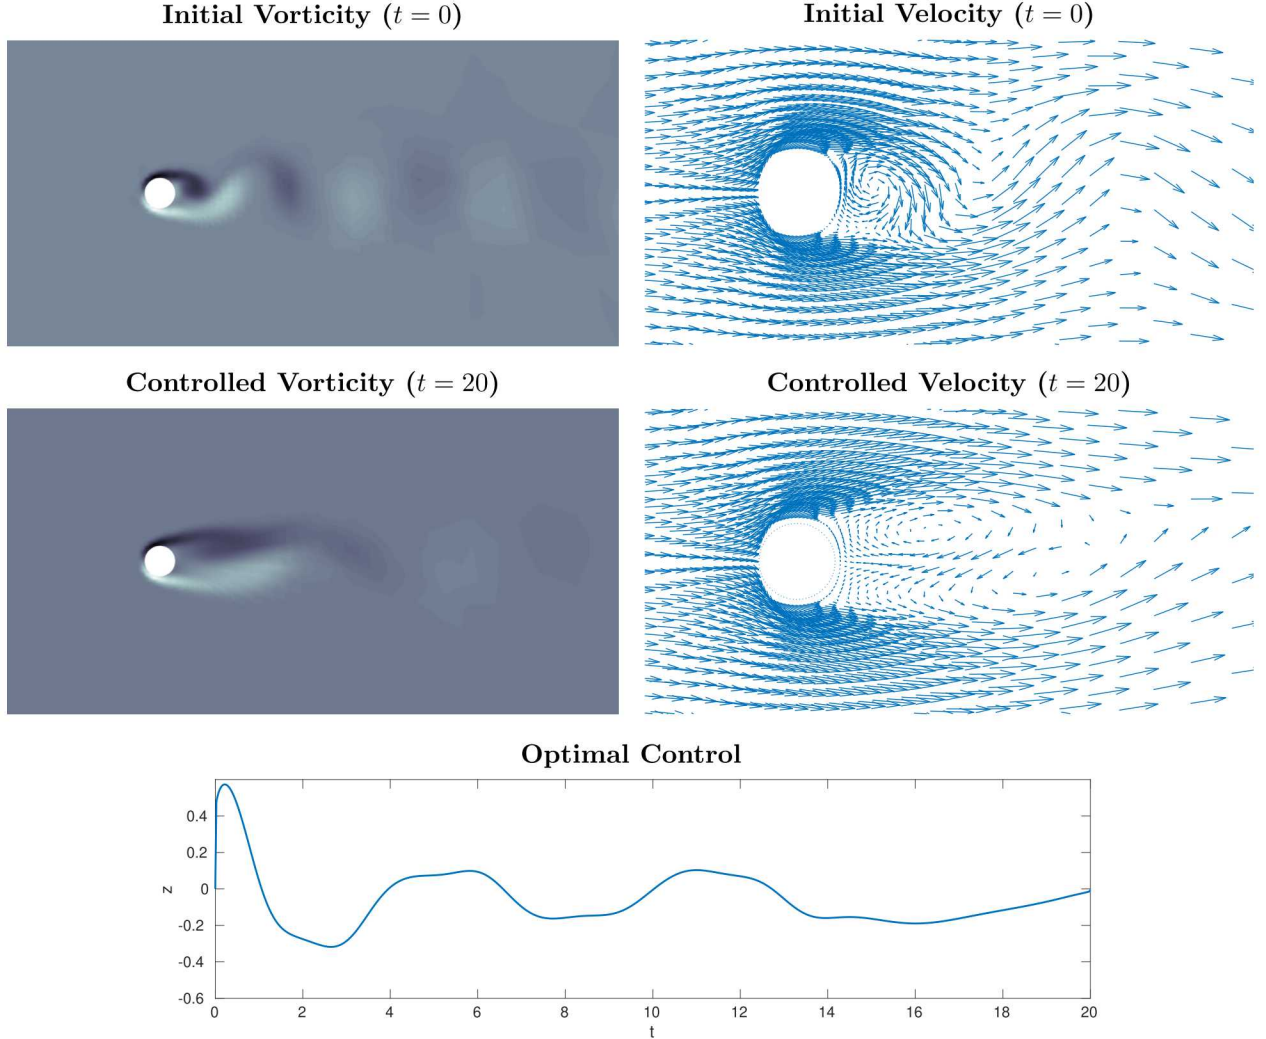 Initial Vorticity (t = 0)
Initial Velocity (t = 0)
Controlled Vorticity (t = 20)
Controlled Velocity (t = 20)
Optimal Control
0.4
0.2
0
-0.2
-0.4
-0.6
z
0 2 4 6 8 10 12 14 16 18 20
t